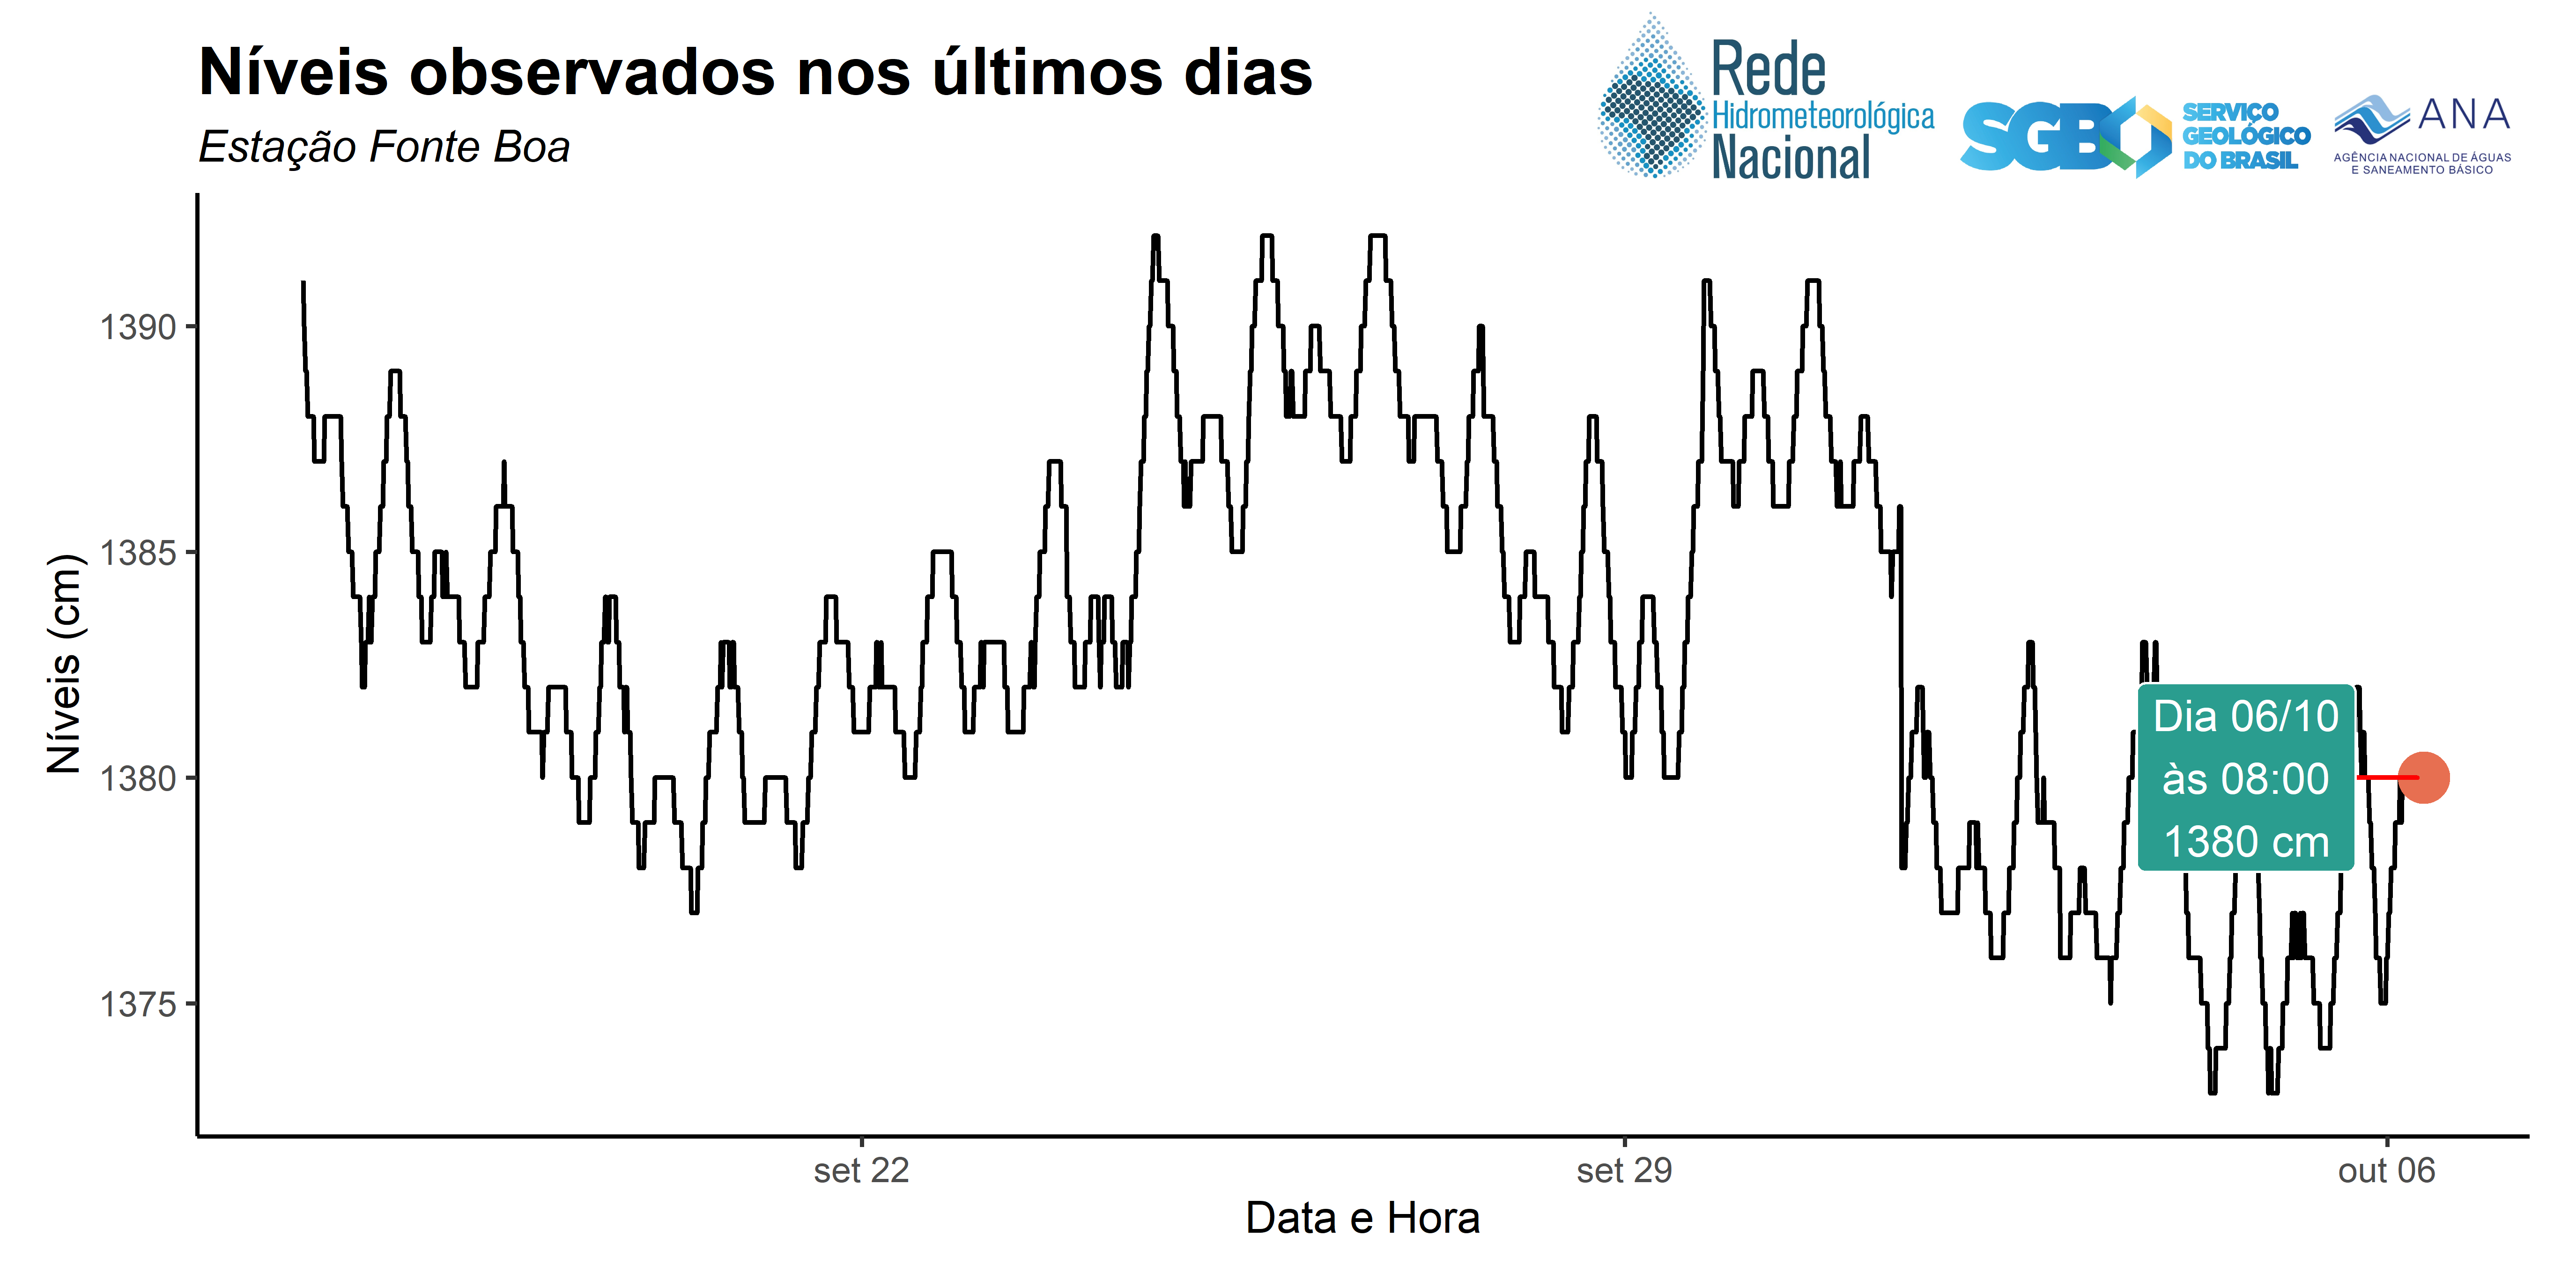 Níveis observados nos últimos dias
Estação Fonte Boa
Rede
Hidrometeorológica
Nacional
SGB
SERVIÇO
GEOLÓGICO
DO BRASIL
ANA
AGÊNCIA NACIONAL DE ÁGUAS
E SANEAMENTO BÁSICO
Níveis (cm)
1390
1385
1380
1375
Dia 06/10
às 08:00
1380 cm
set 22
set 29
out 06
Data e Hora